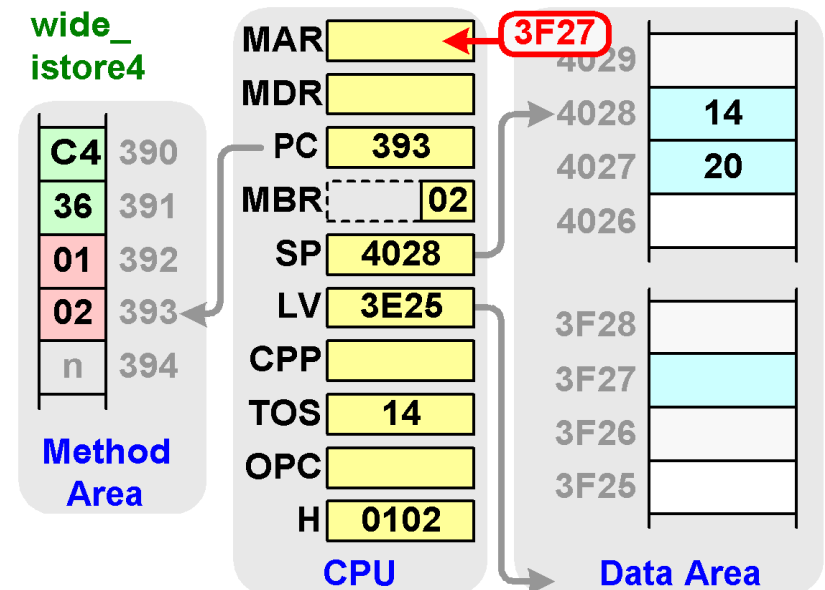 wide_
istore4
C4 390
36 391
01 392
02 393
n 394
Method
Area
MAR 3F27
MDR
PC 393
MBR 02
SP 4028
LV 3E25
CPP
TOS 14
OPC
H 0102
CPU
4029
4028 14
4027 20
4026
3F28
3F27
3F26
3F25
Data Area